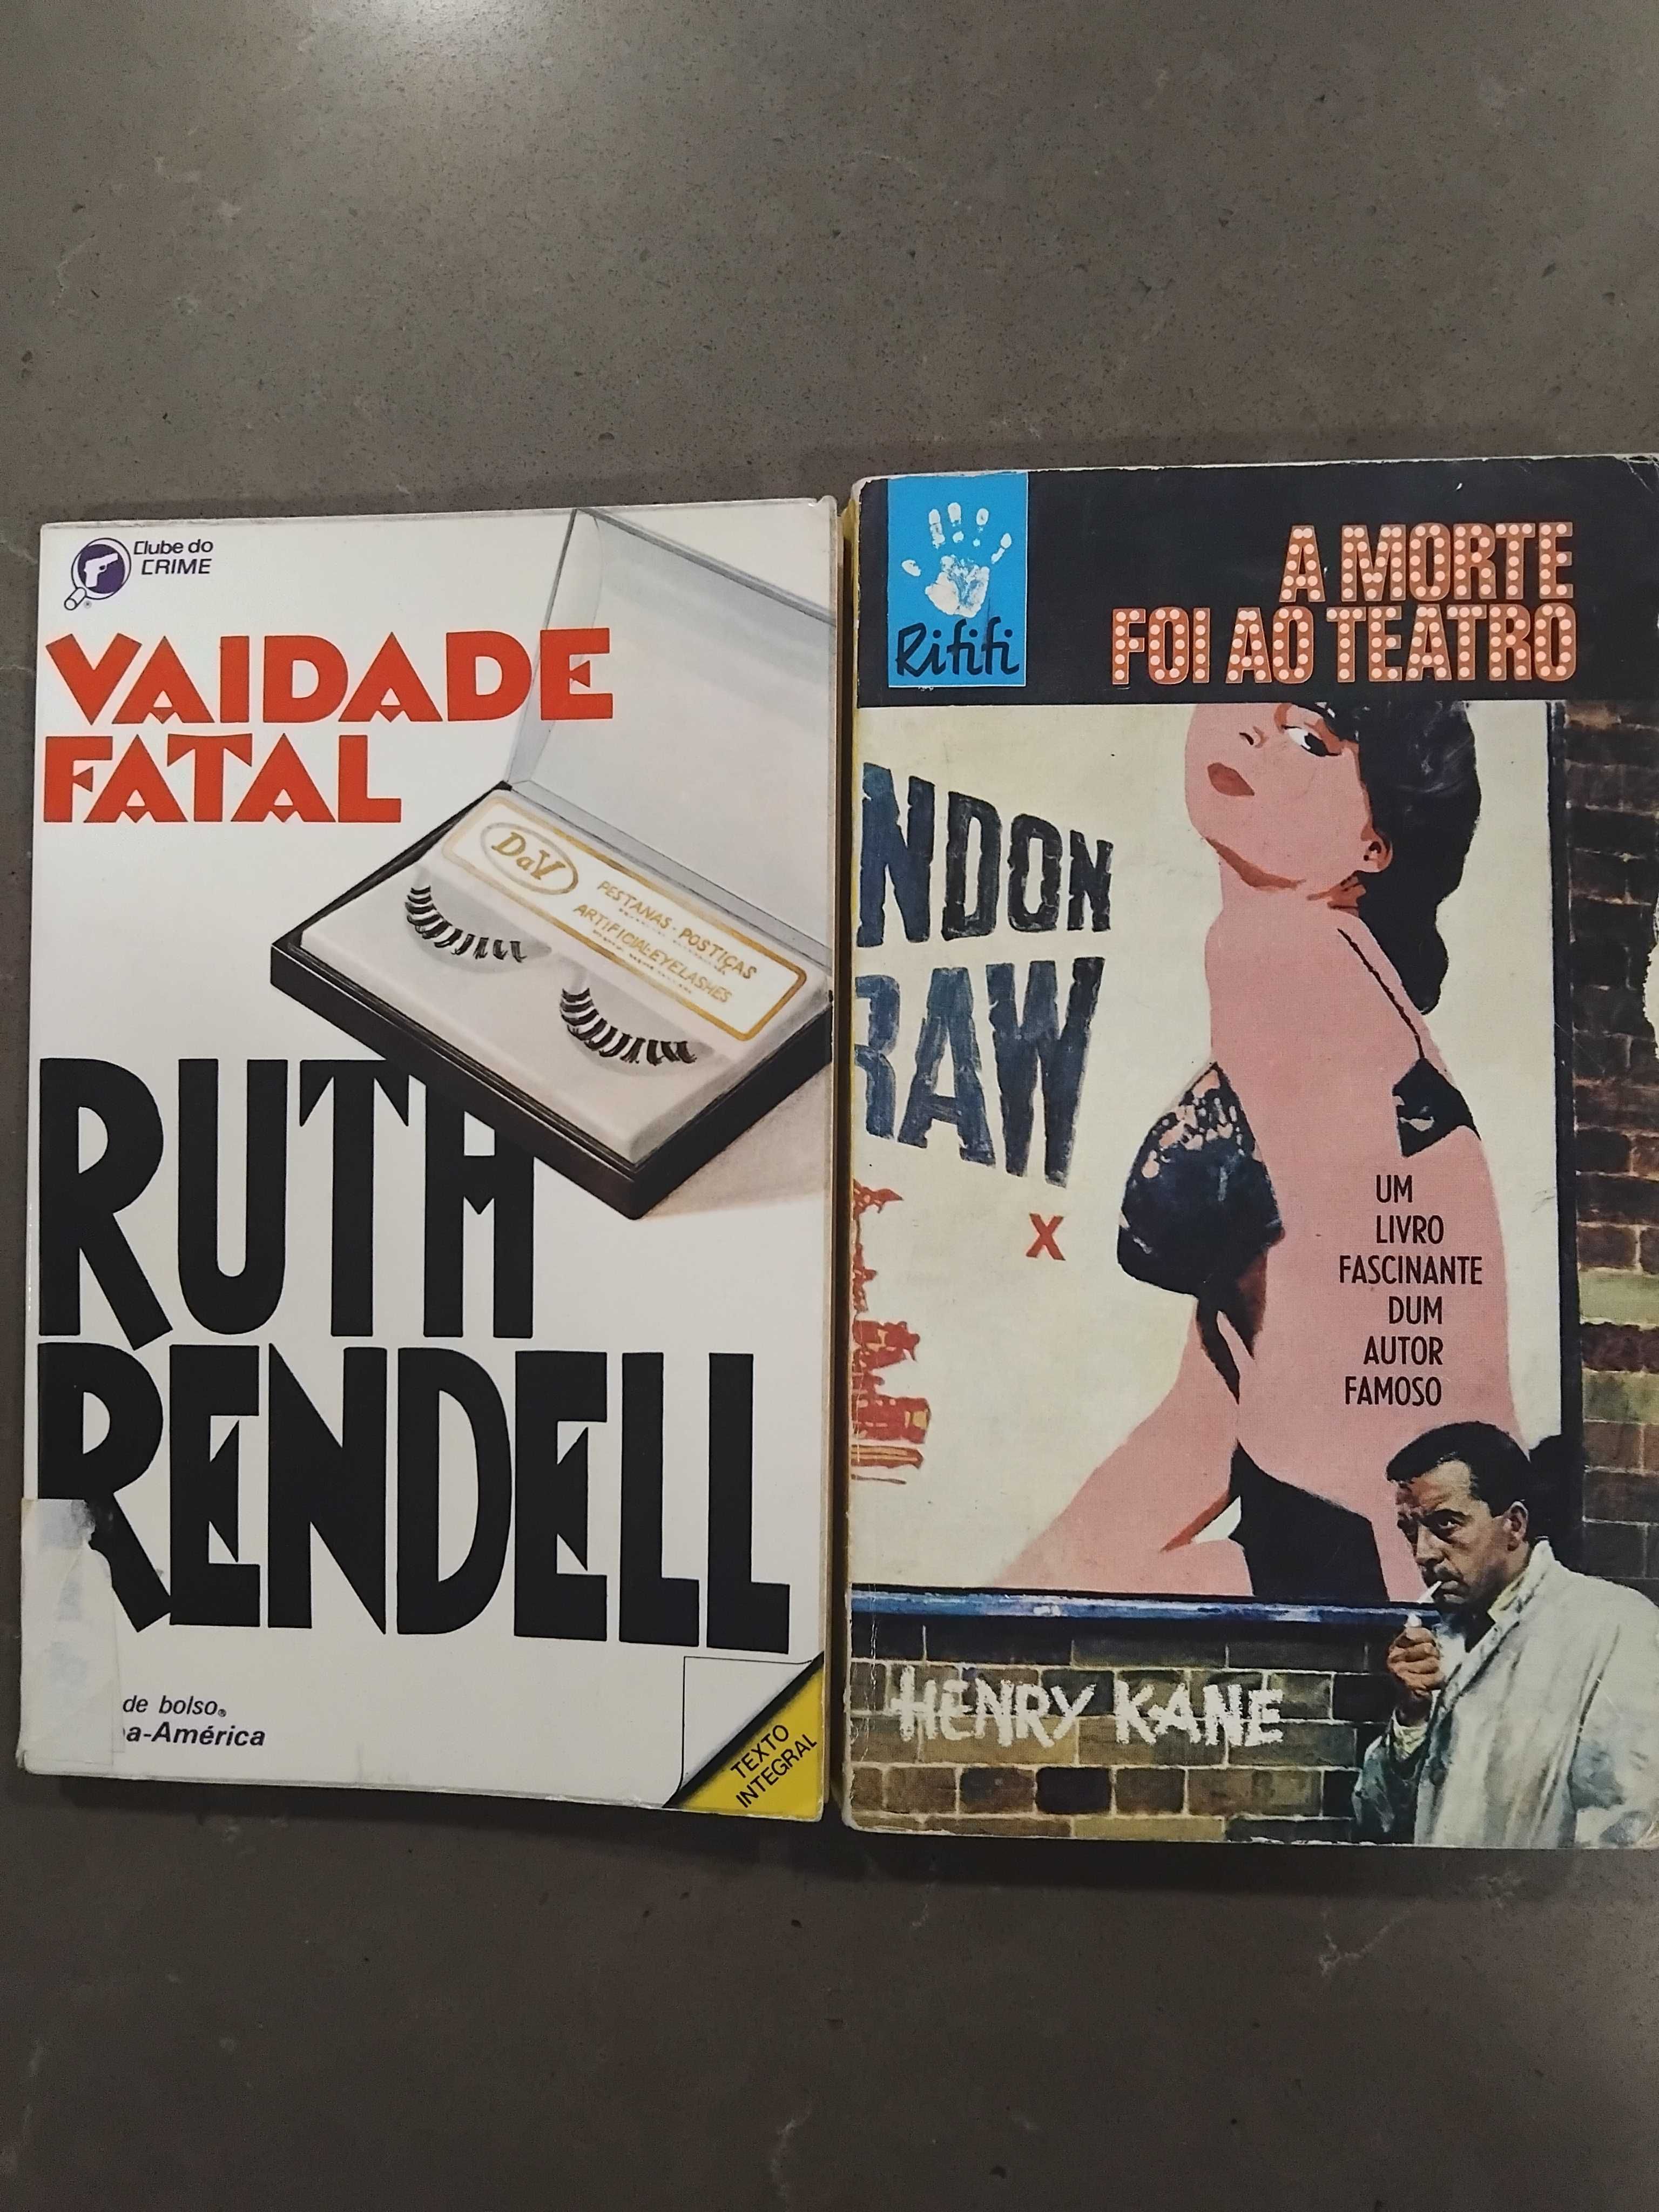 Clube do
CRIME
VAIDADE
FATAL
DaV
PESTANAS-POSTIÇAS
ARTIFICIAL-EYELASHES
RUTH
RENDELL
de bolso®
a-América
TEXTO
INTEGRAL
Rififi
A MORTE
FOI AO TEATRO
NDON
RAW
X
UM
LIVRO
FASCINANTE
DUM
AUTOR
FAMOSO
HENRY KANE